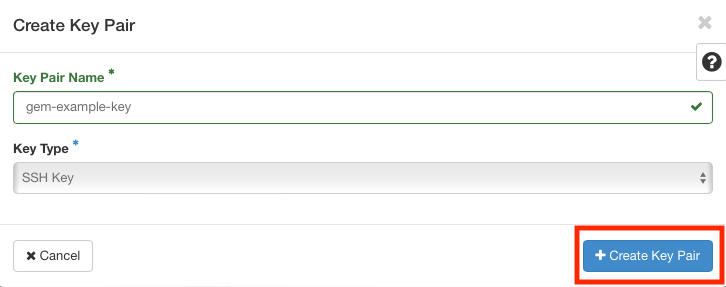 Create Key Pair
Key Pair Name *
gem-example-key
Key Type *
SSH Key
Cancel
Create Key Pair